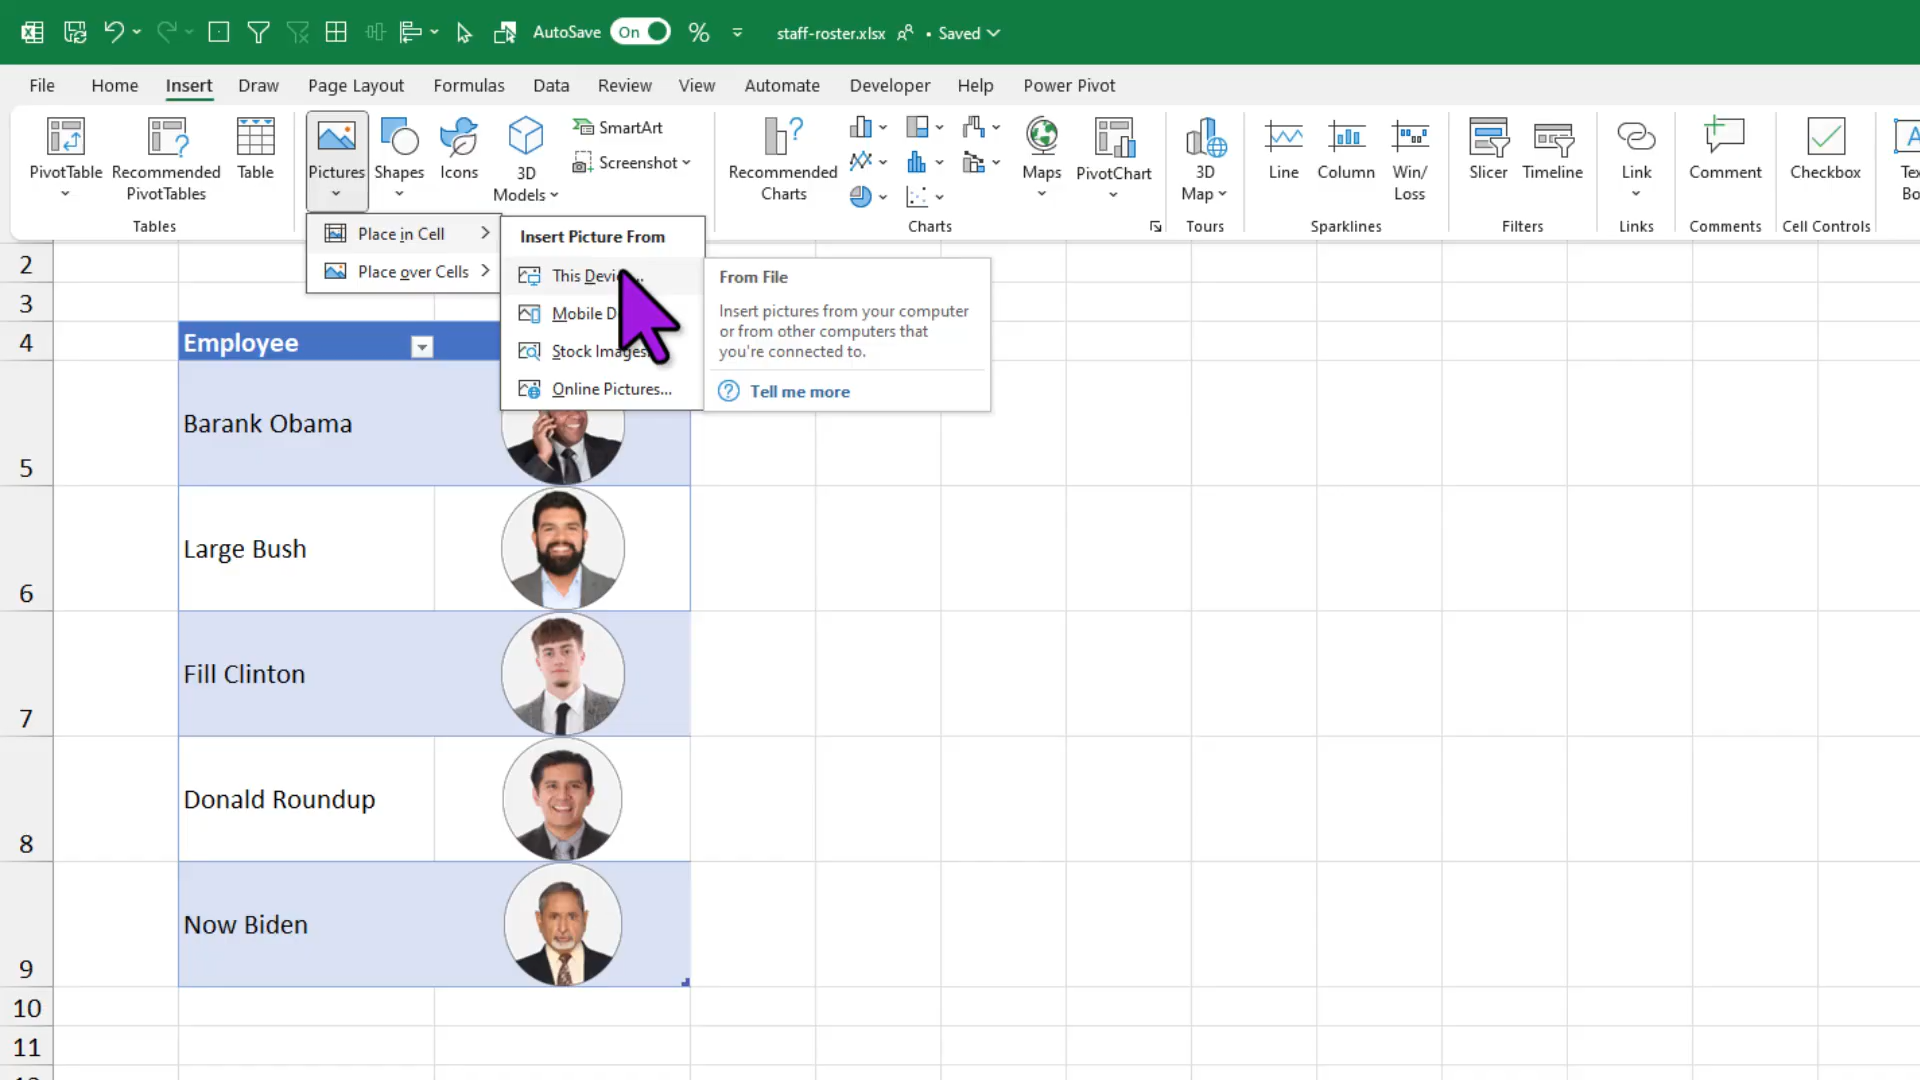 AutoSave On % staff-roster.xlsx • Saved
File Home Insert Draw Page Layout Formulas Data Review View Automate Developer Help Power Pivot
PivotTable
Recommended
PivotTables
Table
Tables
Pictures
Shapes
Icons
3D
Models
SmartArt
Screenshot
Recommended
Charts
Maps
PivotChart
Charts
3D
Map
Tours
Line
Column
Win/
Loss
Sparklines
Slicer
Timeline
Filters
Link
Links
Comment
Comments
Checkbox
Cell Controls
Place in Cell
Place over Cells
Insert Picture From
This
Mobile
Stock Images
Online Pictures...
From File
Insert pictures from your computer
or from other computers that
you're connected to.
? Tell me more
2
3
4 Employee
5 Barank Obama
6 Large Bush
7 Fill Clinton
8 Donald Roundup
9 Now Biden
10
11